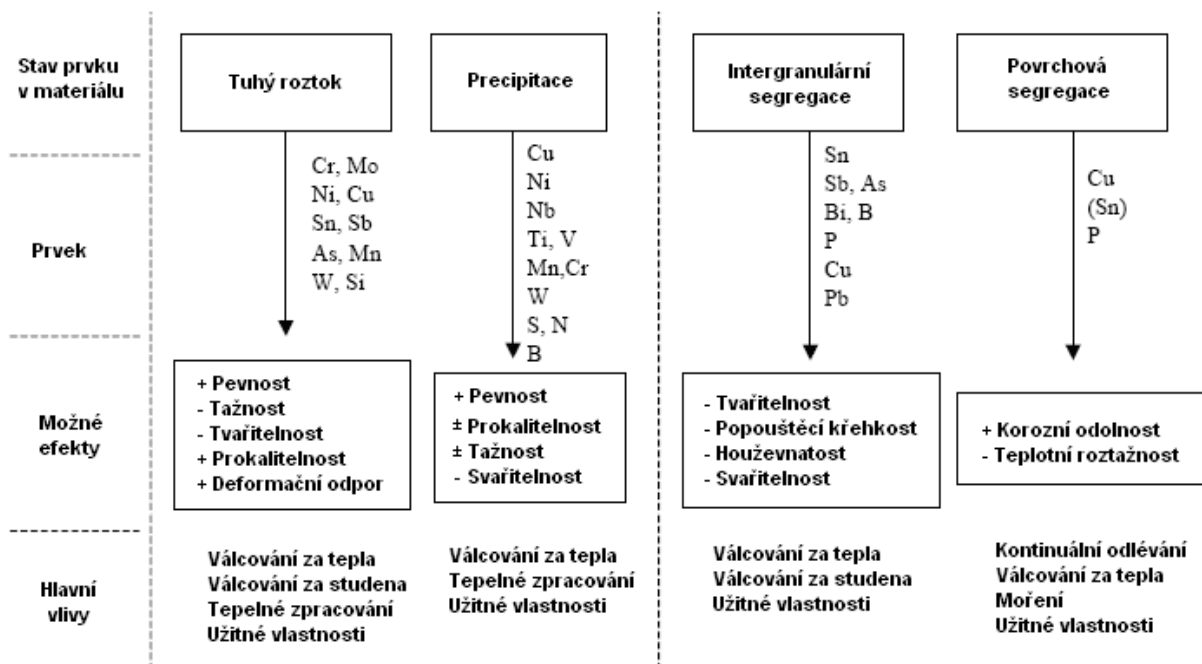 Stav prvku
v materiálu
Tuhý roztok
Precipitace
Intergranulární
segregace
Povrchová
segregace
Prvek
Cr, Mo
Ni, Cu
Sn, Sb
As, Mn
W, Si
Cu
Ni
Nb
Ti, V
Mn,Cr
W
S, N
B
Sn
Sb, As
Bi, B
P
Cu
Pb
Cu
(Sn)
P
Možné
efekty
+ Pevnost
- Tažnost
- Tvařitelnost
+ Prokalitelnost
+ Deformační odpor
+ Pevnost
± Prokalitelnost
± Tažnost
- Svařitelnost
- Tvařitelnost
- Popouštěcí křehkost
- Houževnatost
- Svařitelnost
+ Korozní odolnost
- Teplotní roztažnost
Hlavní
vlivy
Válcování za tepla
Válcování za studena
Tepelné zpracování
Užitné vlastnosti
Válcování za tepla
Tepelné zpracování
Užitné vlastnosti
Válcování za tepla
Válcování za studena
Užitné vlastnosti
Kontinuální odlévání
Válcování za tepla
Moření
Užitné vlastnosti